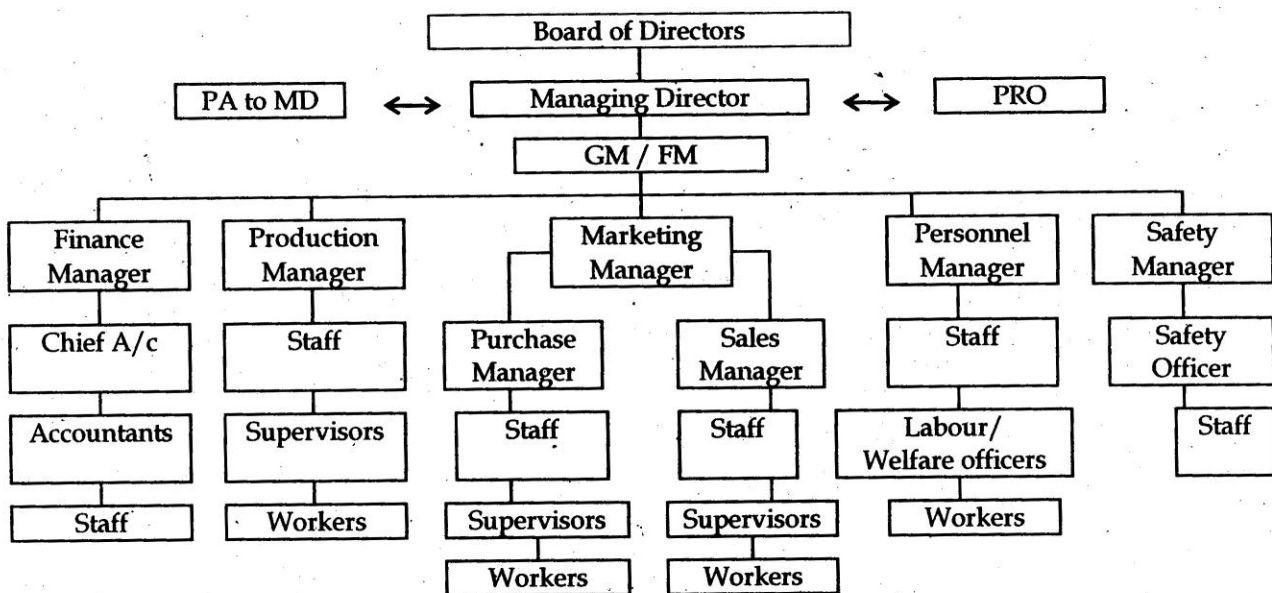 Board of Directors
PA to MD
Managing Director
PRO
GM / FM
Finance
Manager
Production
Manager
Marketing
Manager
Personnel
Manager
Safety
Manager
Chief A/c
Staff
Purchase
Manager
Sales
Manager
Staff
Safety
Officer
Accountants
Supervisors
Staff
Staff
Labour/
Welfare officers
Staff
Staff
Workers
Supervisors
Supervisors
Workers
Workers
Workers